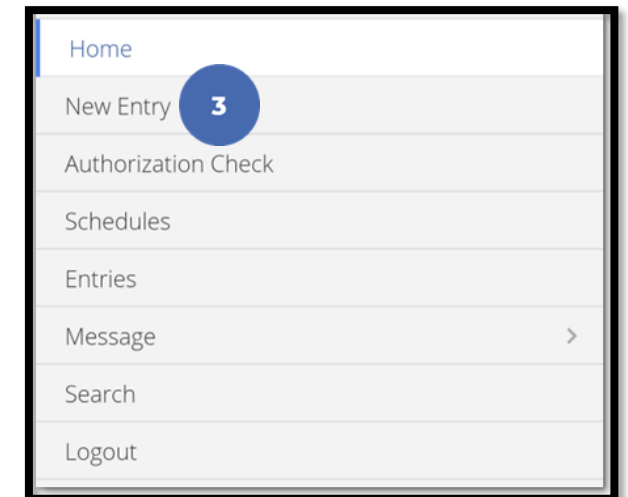 Home
New Entry 3
Authorization Check
Schedules
Entries
Message
Search
Logout